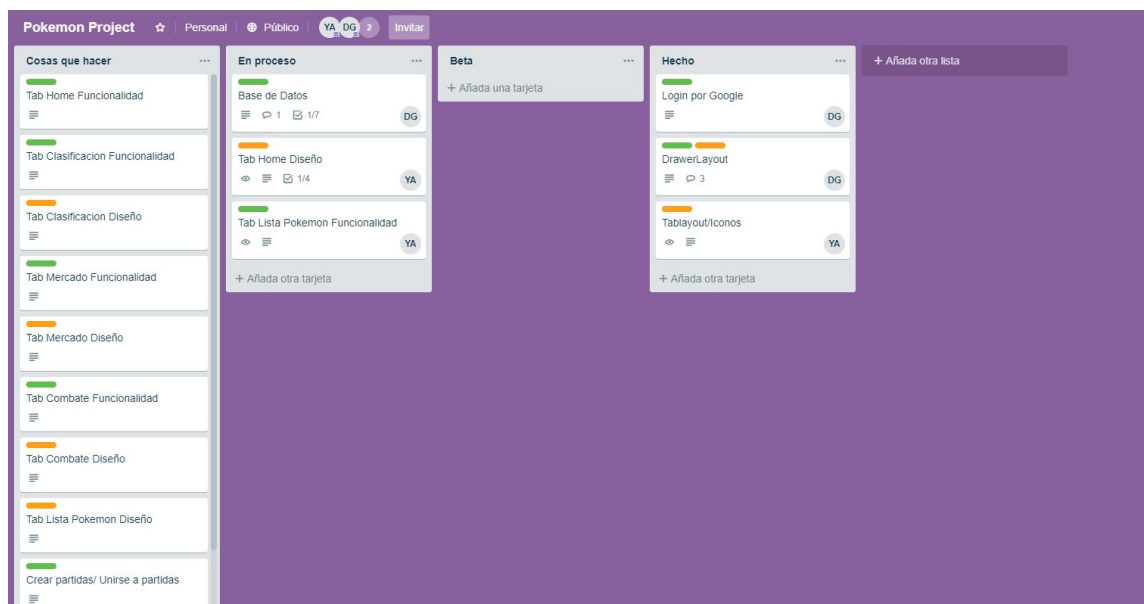 Pokemon Project Personal Público YA DG 2 Invitar
Cosas que hacer
Tab Home Funcionalidad
Tab Clasificacion Funcionalidad
Tab Clasificacion Diseño
Tab Mercado Funcionalidad
Tab Mercado Diseño
Tab Combate Funcionalidad
Tab Combate Diseño
Tab Lista Pokemon Diseño
Crear partidas/ Unirse a partidas
En proceso
Base de Datos
1 1/7 DG
Tab Home Diseño
1/4 YA
Tab Lista Pokemon Funcionalidad
YA
+ Añada otra tarjeta
Beta
+ Añada una tarjeta
Hecho
Login por Google
DG
DrawerLayout
3 DG
Tablayout/Iconos
YA
+ Añada otra tarjeta
+ Añada otra lista